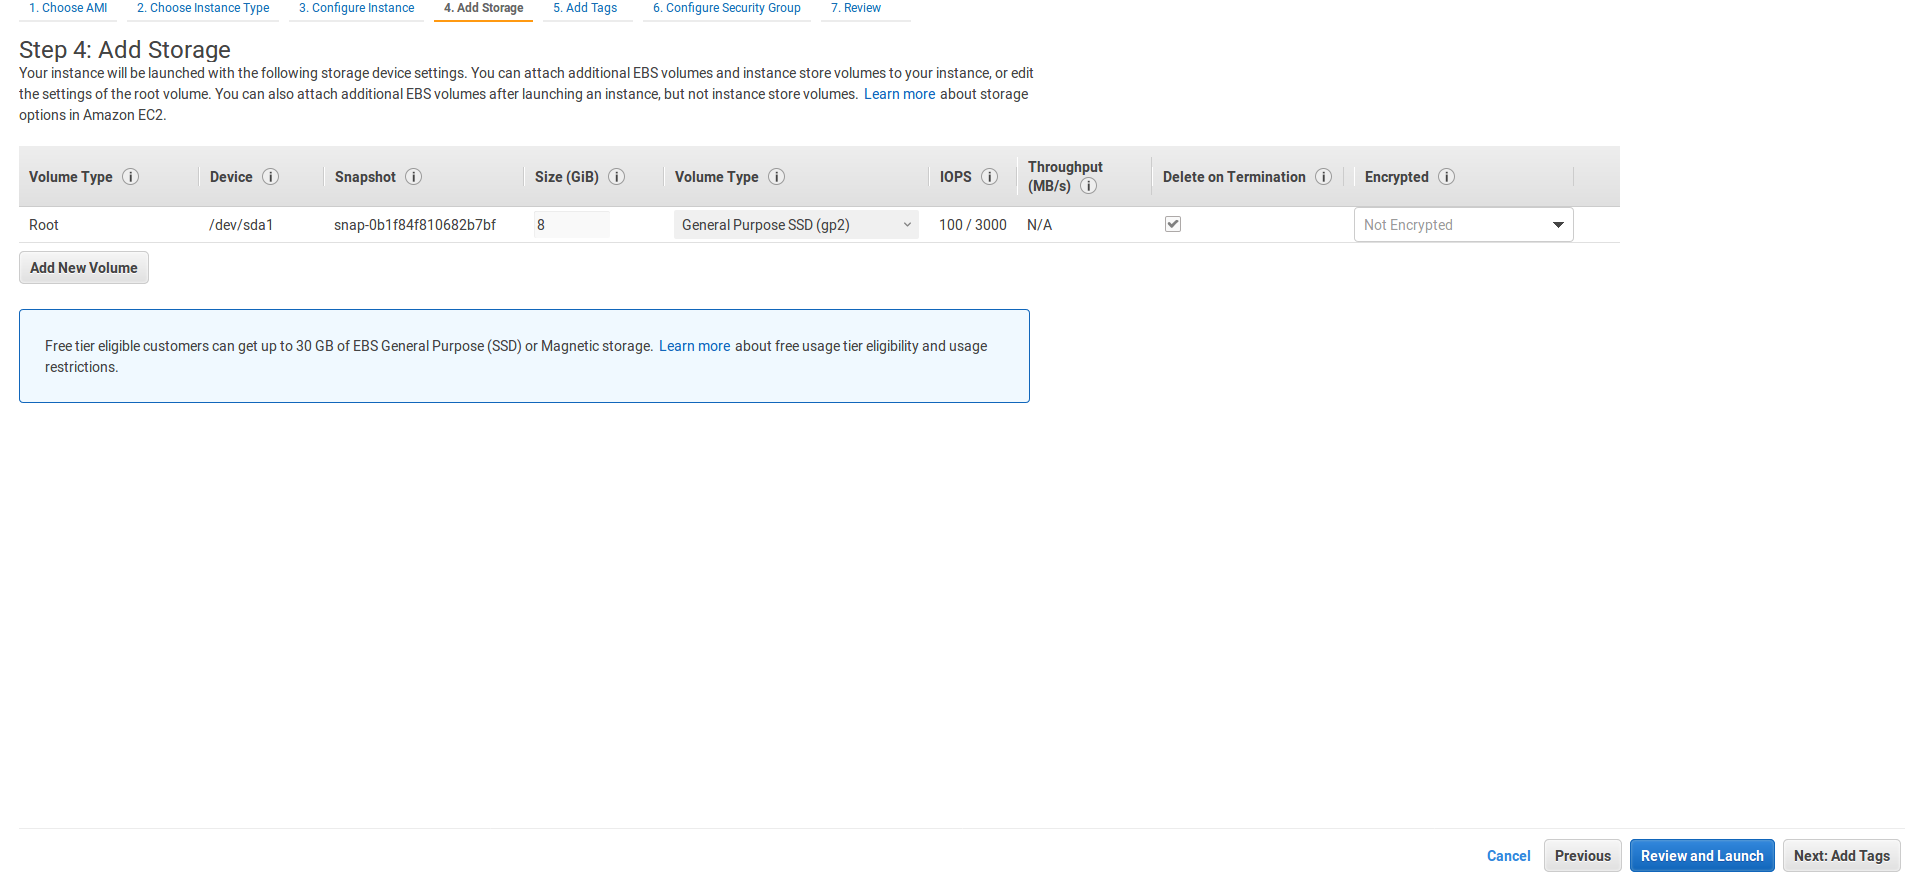 1. Choose AMI 2. Choose Instance Type 3. Configure Instance 4. Add Storage 5. Add Tags 6. Configure Security Group 7. Review
Step 4: Add Storage
Your instance will be launched with the following storage device settings. You can attach additional EBS volumes and instance store volumes to your instance, or edit
the settings of the root volume. You can also attach additional EBS volumes after launching an instance, but not instance store volumes. Learn more about storage
options in Amazon EC2.
Volume Type Device Snapshot Size (GiB) Volume Type IOPS Throughput (MB/s) Delete on Termination Encrypted
Root /dev/sda1 snap-0b1f84f810682b7bf 8 General Purpose SSD (gp2) 100 / 3000 N/A Not Encrypted
Add New Volume
Free tier eligible customers can get up to 30 GB of EBS General Purpose (SSD) or Magnetic storage. Learn more about free usage tier eligibility and usage
restrictions.
Cancel Previous Review and Launch Next: Add Tags